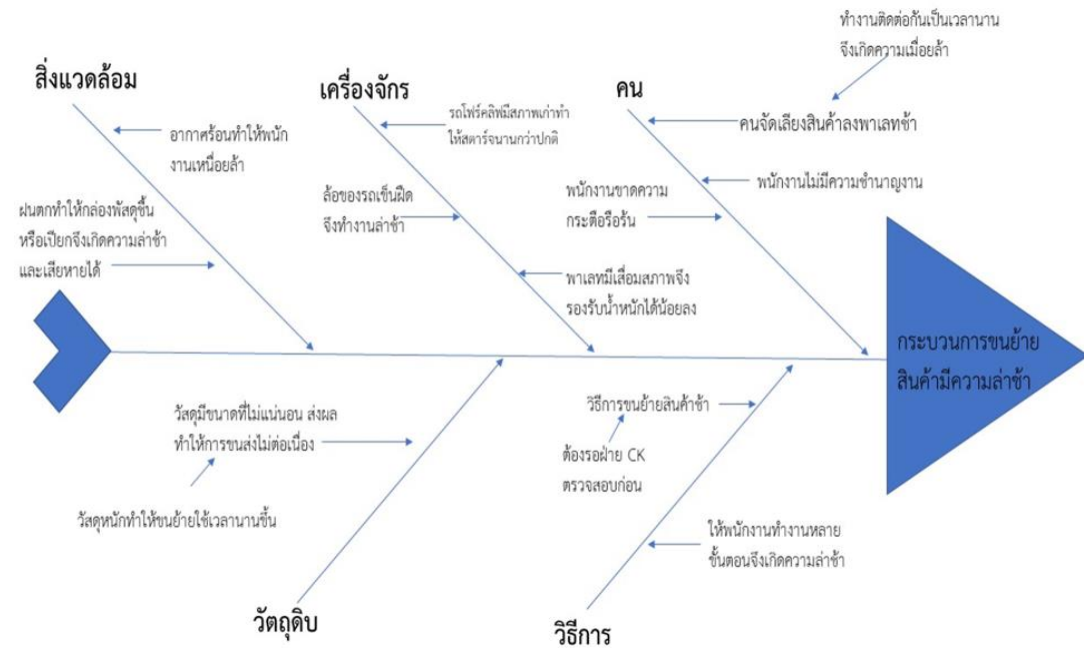 ทำงานติดต่อกันเป็นเวลานาน
จึงเกิดความเมื่อยล้า
สิ่งแวดล้อม
เครื่องจักร
คน
อากาศร้อนทำให้พนัก
งานเหนื่อยล้า
รถโฟร์คลิฟมีสภาพเก่าทำ
ให้สตาร์จนานกว่าปกติ
คนจัดเลียงสินค้าลงพาเลทช้า
ล้อของรถเข็นฝืด
จึงทำงานล่าช้า
พนักงานขาดความ
กระตือรือร้น
พนักงานไม่มีความชำนาญงาน
ฝนตกทำให้กล่องพัสดุชื้น
หรือเปียกจึงเกิดความล่าช้า
และเสียหายได้
พาเลทมีเสื่อมสภาพจึง
รองรับน้ำหนักได้น้อยลง
กระบวนการขนย้าย
สินค้ามีความล่าช้า
วัสดุมีขนาดที่ไม่แน่นอน ส่งผล
ทำให้การขนส่งไม่ต่อเนื่อง
วิธีการขนย้ายสินค้าช้า
ต้องรอฝ่าย CK
ตรวจสอบก่อน
วัสดุหนักทำให้ขนย้ายใช้เวลานานขึ้น
ให้พนักงานทำงานหลาย
ขั้นตอนจึงเกิดความล่าช้า
วัตถุดิบ
วิธีการ